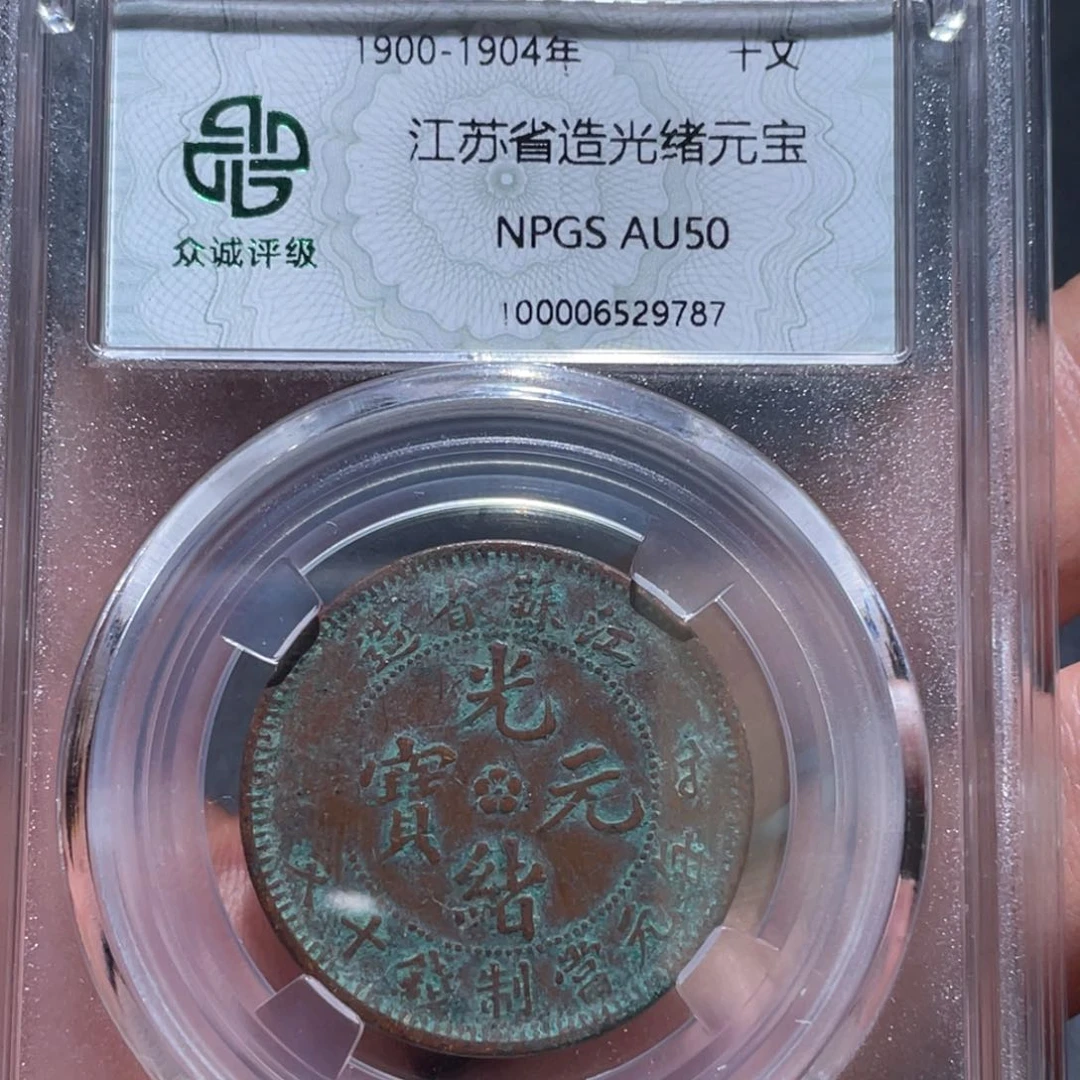 1900-1904年 十文
江苏省造光绪元宝
NPGS AU50
100006529787
众诚评级
江蘇省造
光緒元寶
當制錢十文